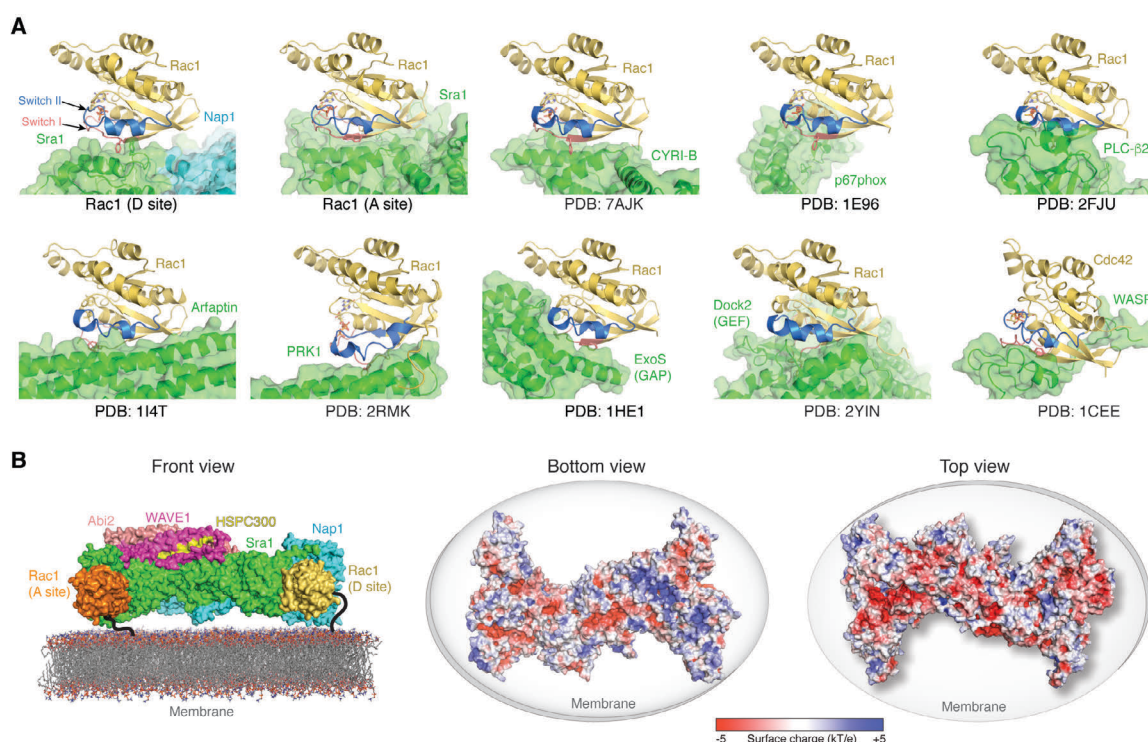 A
Rac1
Switch II
Switch I
Sra1
Nap1
Rac1 (D site)
Rac1
Sra1
Rac1 (A site)
Rac1
CYRI-B
PDB: 7AJK
Rac1
p67phox
PDB: 1E96
Rac1
PLC-β2
PDB: 2FJU
Rac1
Arfaptin
PDB: 1I4T
Rac1
PRK1
PDB: 2RMK
Rac1
ExoS
(GAP)
PDB: 1HE1
Rac1
Dock2
(GEF)
PDB: 2YIN
Cdc42
WASP
PDB: 1CEE
B
Front view
Abi2
WAVE1
HSPC300
Sra1
Nap1
Rac1
(A site)
Rac1
(D site)
Membrane
Bottom view
Membrane
Top view
Membrane
-5 Surface charge (kT/e) +5